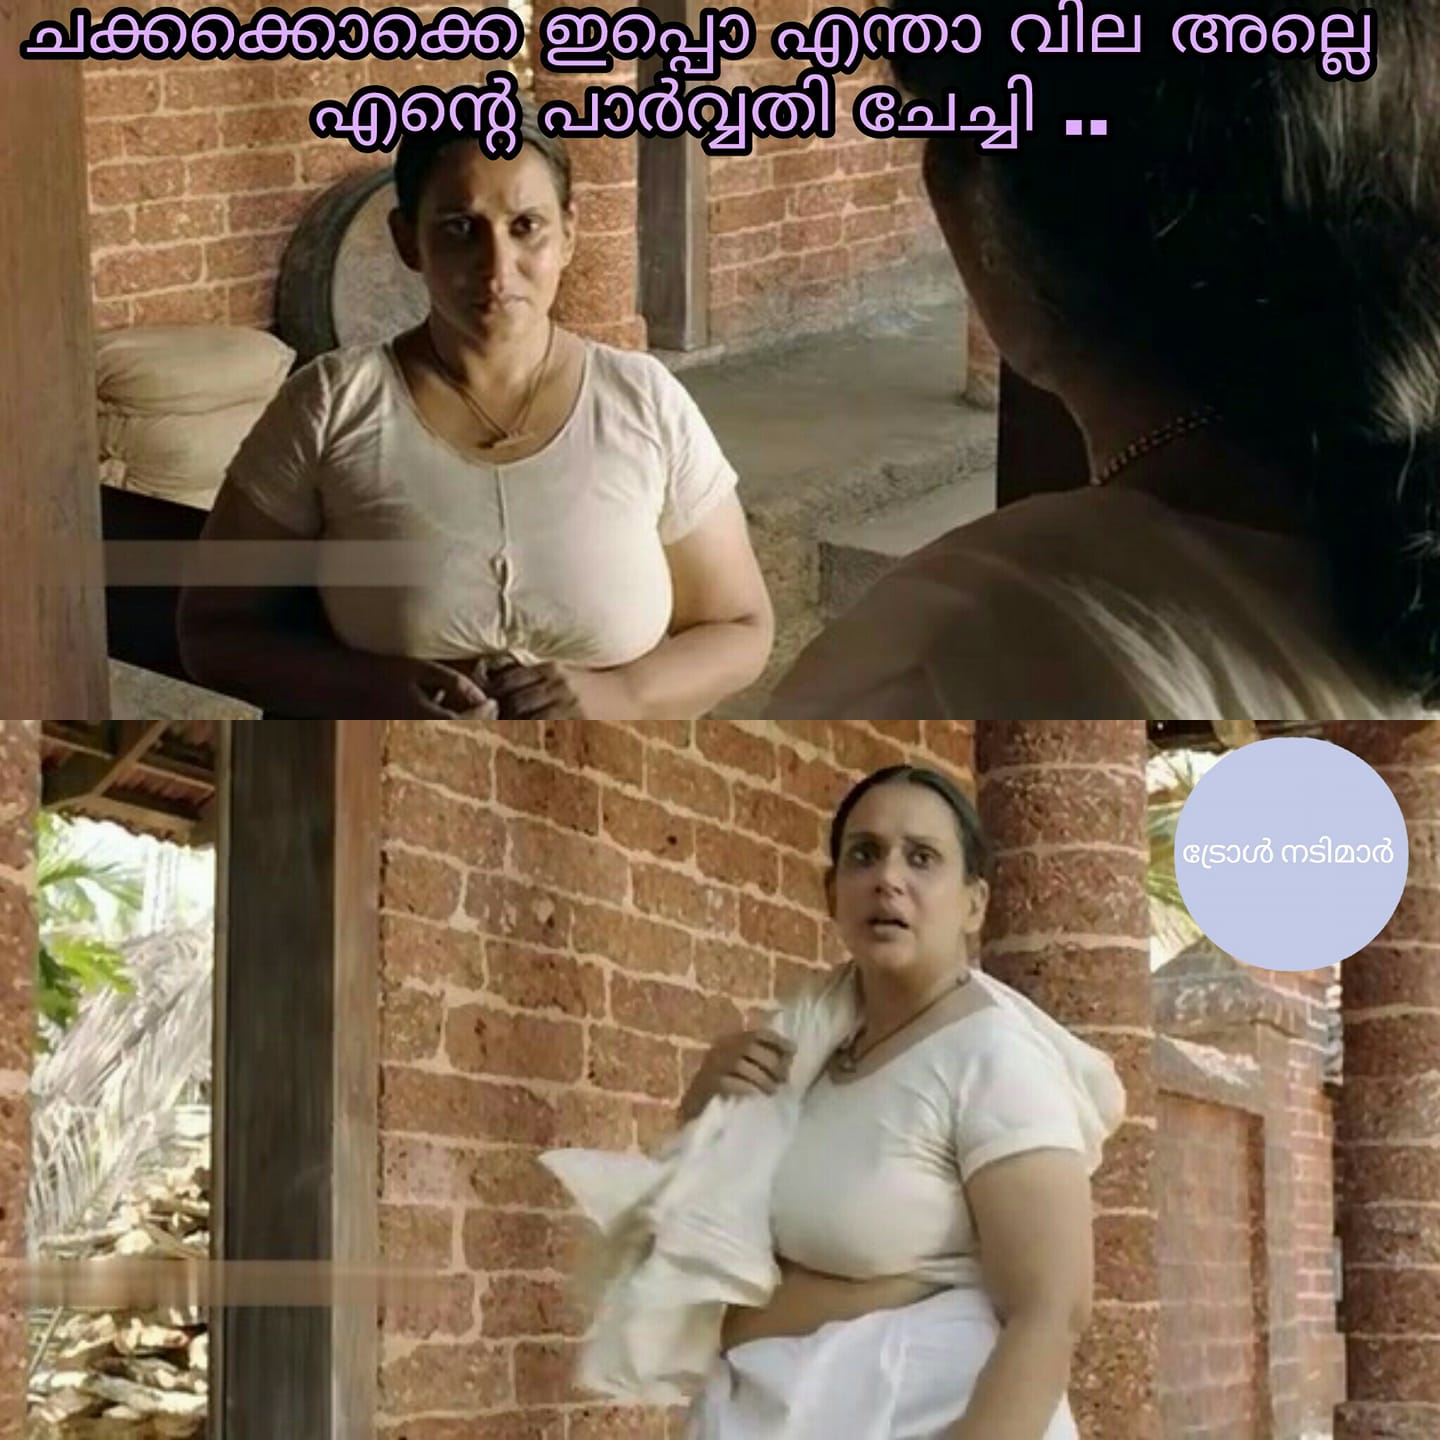 ചക്കക്കൊക്കെ ഇപ്പൊ എന്താ വില അല്ലെ
എന്റെ പാർവ്വതി ചേച്ചി ..
ട്രോൾ നടിമാർ